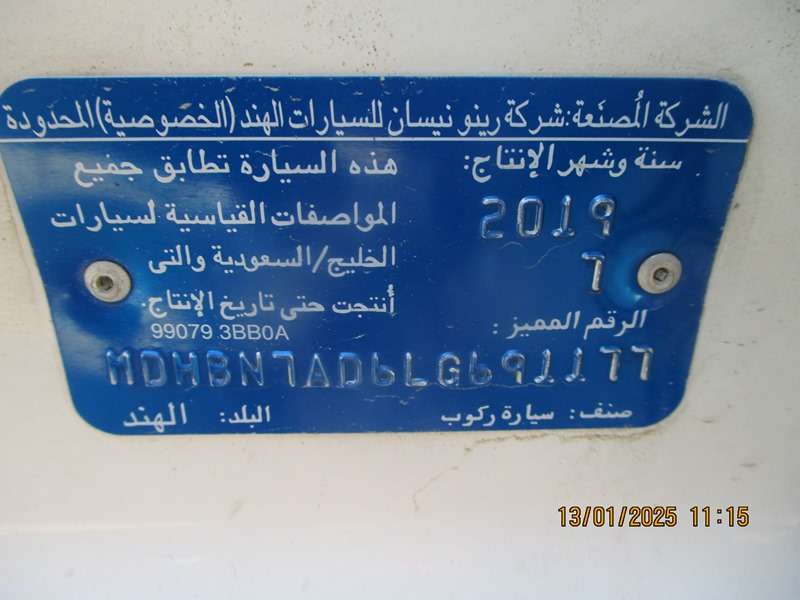 الشركة المُصنَعة: شركة رينو نيسان للسيارات الهند (الخصوصية) المحدودة
سنة وشهر الإنتاج:
2019
7
هذه السيارة تطابق جميع
المواصفات القياسية لسيارات
الخليج/السعودية والتى
أنتجت حتى تاريخ الإنتاج.
99079 3BB0A
الرقم المميز:
MDHBN7AD6LG691177
صنف: سيارة ركوب
البلد: الهند
13/01/2025 11:15